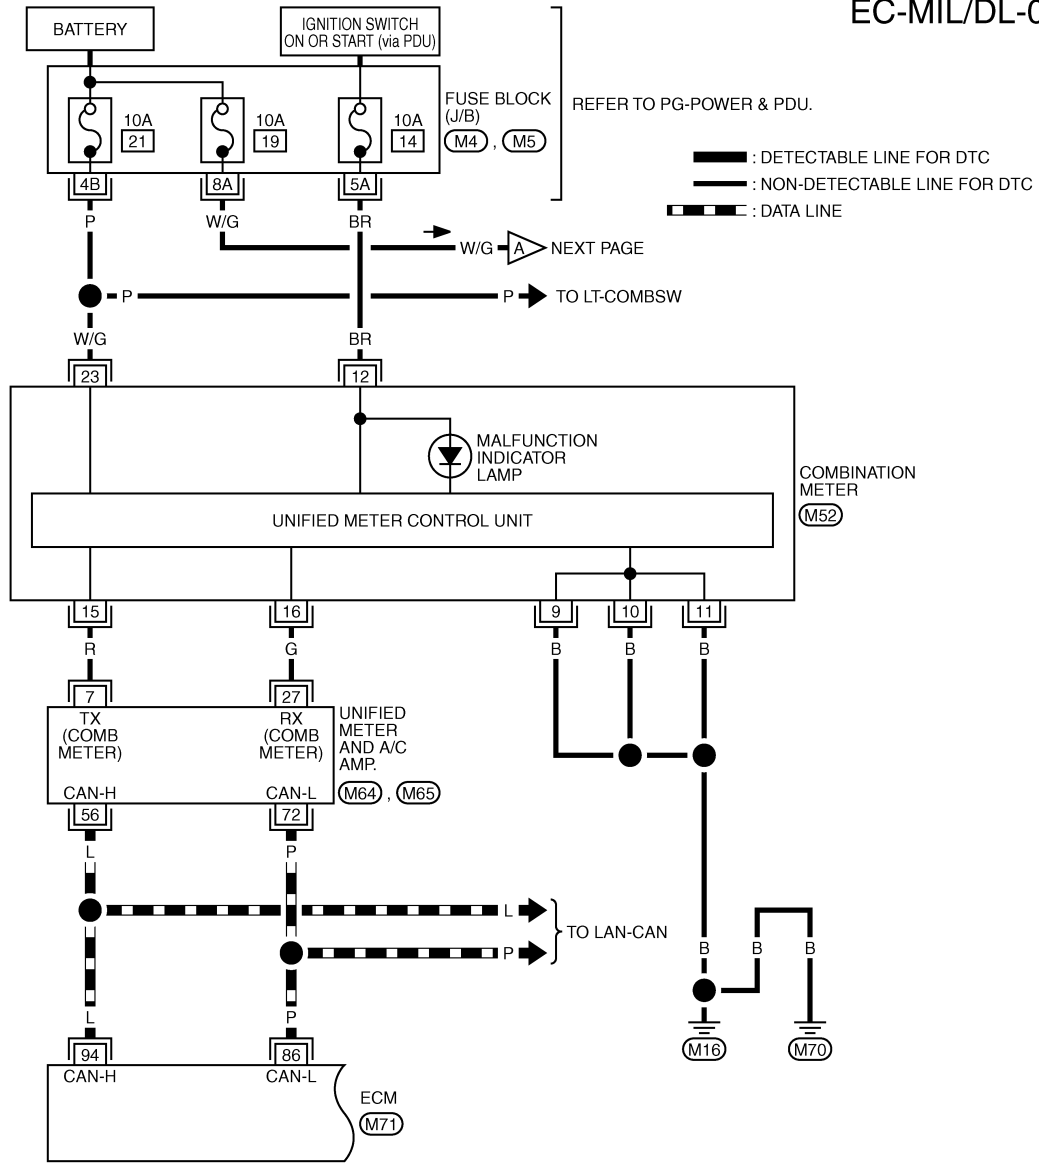 EC-MIL/DL-0
BATTERY
IGNITION SWITCH
ON OR START (via PDU)
10A
21
10A
19
10A
14
FUSE BLOCK
(J/B)
M4 , M5
REFER TO PG-POWER & PDU.
: DETECTABLE LINE FOR DTC
: NON-DETECTABLE LINE FOR DTC
: DATA LINE
4B
8A
5A
P
W/G
BR
W/G
A
NEXT PAGE
P
P
TO LT-COMBSW
W/G
BR
23
12
MALFUNCTION
INDICATOR
LAMP
COMBINATION
METER
M52
UNIFIED METER CONTROL UNIT
15
16
9
10
11
R
G
B
B
B
7
27
TX
(COMB
METER)
RX
(COMB
METER)
UNIFIED
METER
AND A/C
AMP.
M64 , M65
CAN-H
CAN-L
56
72
L
P
L
P
TO LAN-CAN
B
B
B
L
P
M16
M70
94
86
CAN-H
CAN-L
ECM
M71